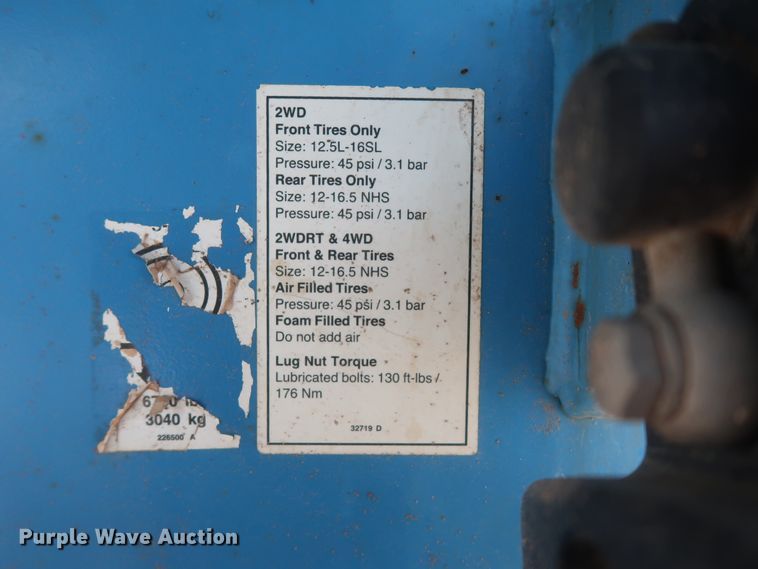 2WD
Front Tires Only
Size: 12.5L-16SL
Pressure: 45 psi / 3.1 bar
Rear Tires Only
Size: 12-16.5 NHS
Pressure: 45 psi / 3.1 bar
2WDRT & 4WD
Front & Rear Tires
Size: 12-16.5 NHS
Air Filled Tires
Pressure: 45 psi / 3.1 bar
Foam Filled Tires
Do not add air
Lug Nut Torque
Lubricated bolts: 130 ft-lbs /
176 Nm
32719 D
3040 kg
226500 A
Purple Wave Auction